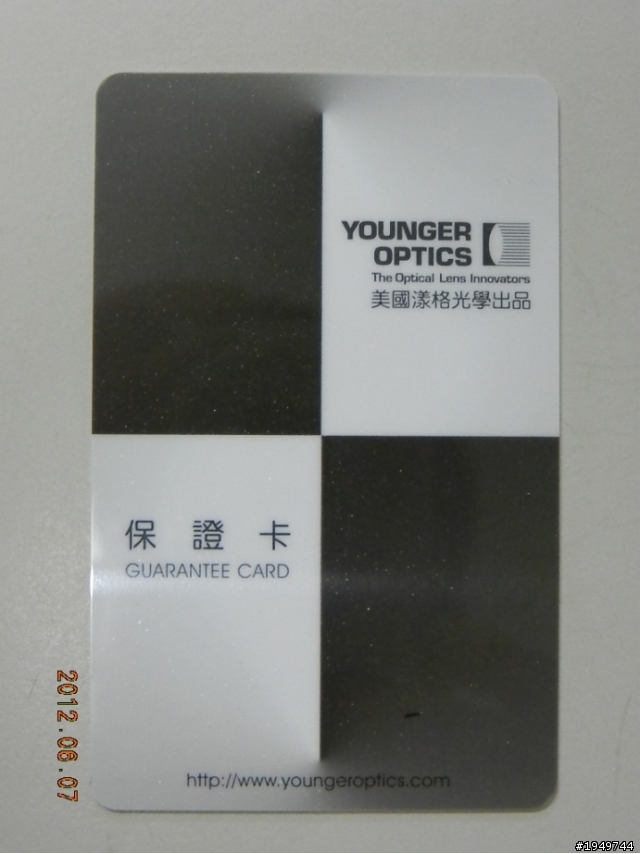 YOUNGER
OPTICS
The Optical Lens Innovators
美國漾格光學出品
保 證 卡
GUARANTEE CARD
http://www.youngeroptics.com
2012.06.07
#1949744